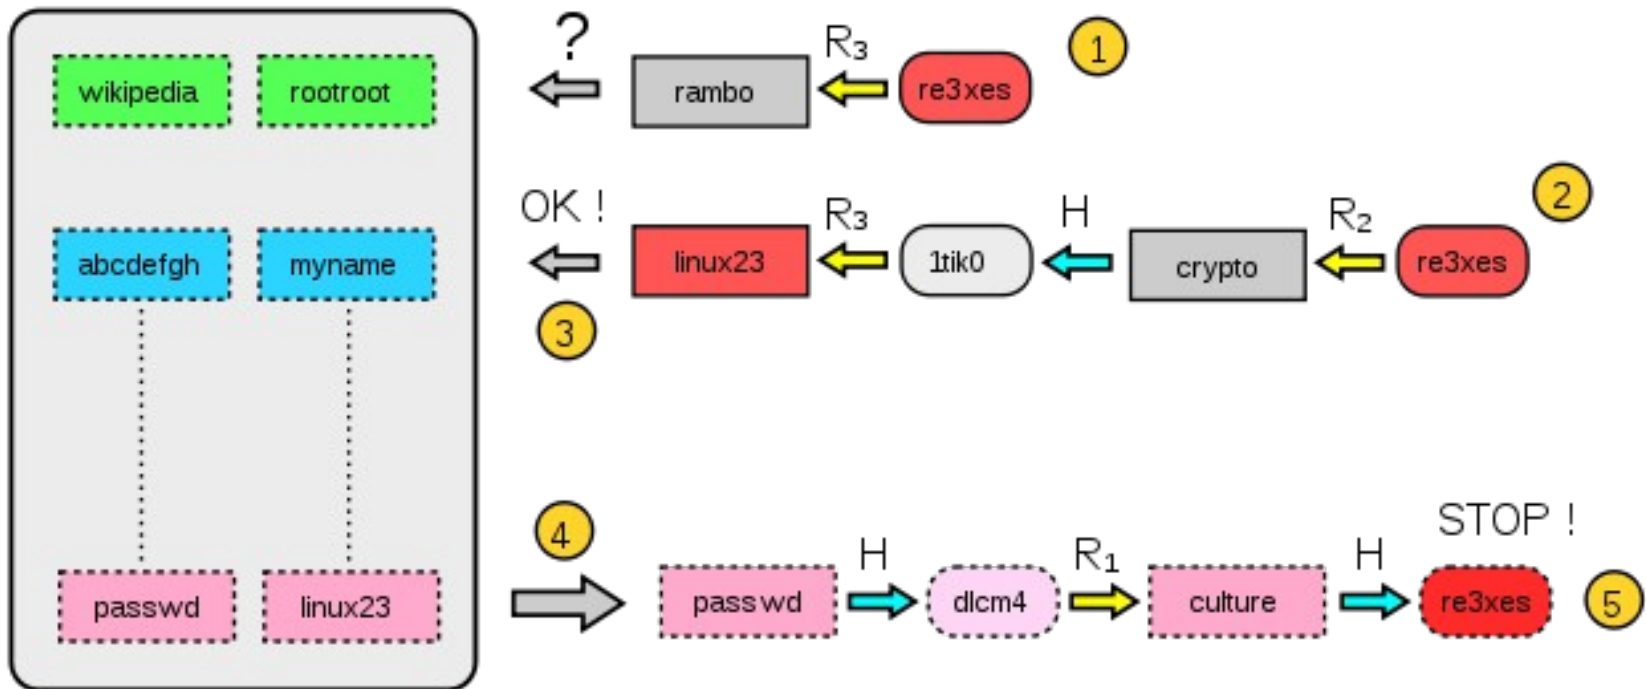 wikipedia rootroot
? rambo R₃ re3xes 1
abcdefgh myname
OK ! linux23 R₃ 1tik0 H crypto R₂ re3xes 2
3
passwd linux23
4 passwd H dlcm4 R₁ culture H re3xes STOP ! 5